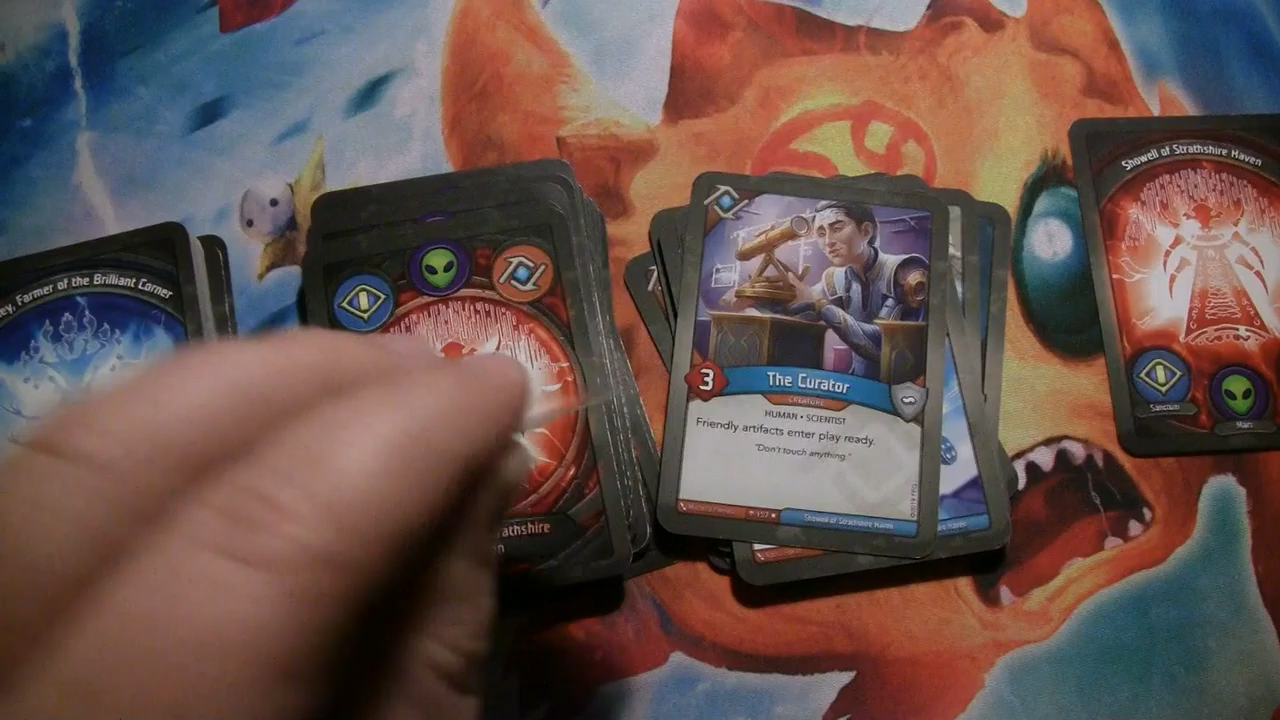 ey, Farmer of the Brilliant Corner
rathshire
n
3
The Curator
CREATURE
HUMAN • SCIENTIST
Friendly artifacts enter play ready.
"Don't touch anything."
Showell of Strathshire Haven
Showell of Strathshire Haven
Sanctum
Mars